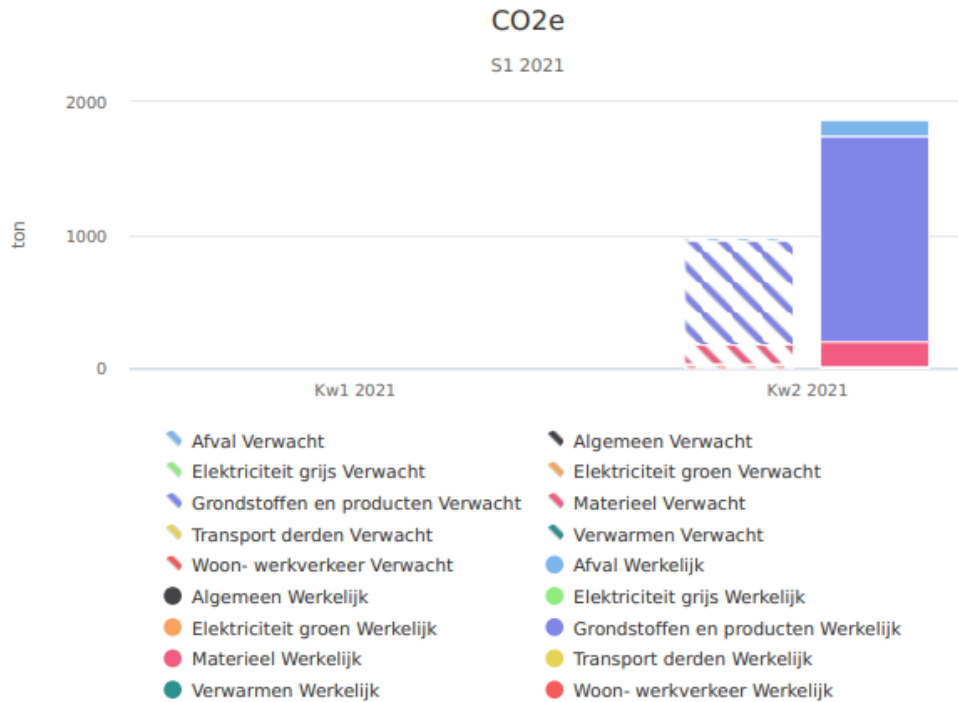 CO2e
S1 2021
2000
1000
0
ton
Kw1 2021 Kw2 2021
Afval Verwacht Algemeen Verwacht
Elektriciteit grijs Verwacht Elektriciteit groen Verwacht
Grondstoffen en producten Verwacht Materieel Verwacht
Transport derden Verwacht Verwarmen Verwacht
Woon- werkverkeer Verwacht Afval Werkelijk
Algemeen Werkelijk Elektriciteit grijs Werkelijk
Elektriciteit groen Werkelijk Grondstoffen en producten Werkelijk
Materieel Werkelijk Transport derden Werkelijk
Verwarmen Werkelijk Woon- werkverkeer Werkelijk